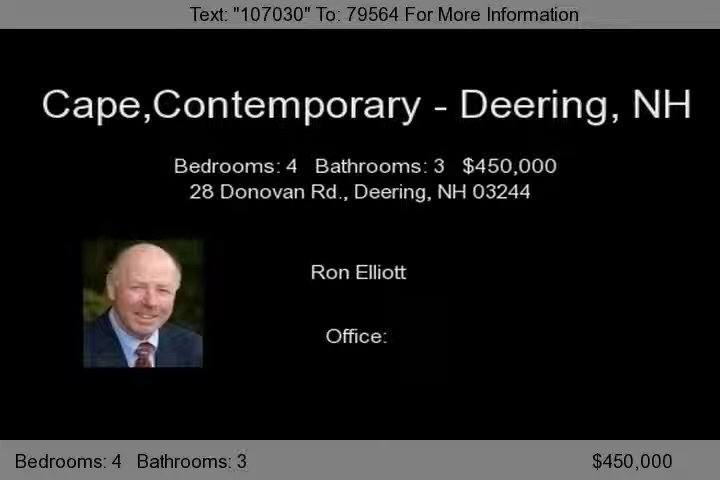 Text: "107030" To: 79564 For More Information
Cape,Contemporary - Deering, NH
Bedrooms: 4 Bathrooms: 3 $450,000
28 Donovan Rd., Deering, NH 03244
Ron Elliott
Office:
Bedrooms: 4 Bathrooms: 3 $450,000